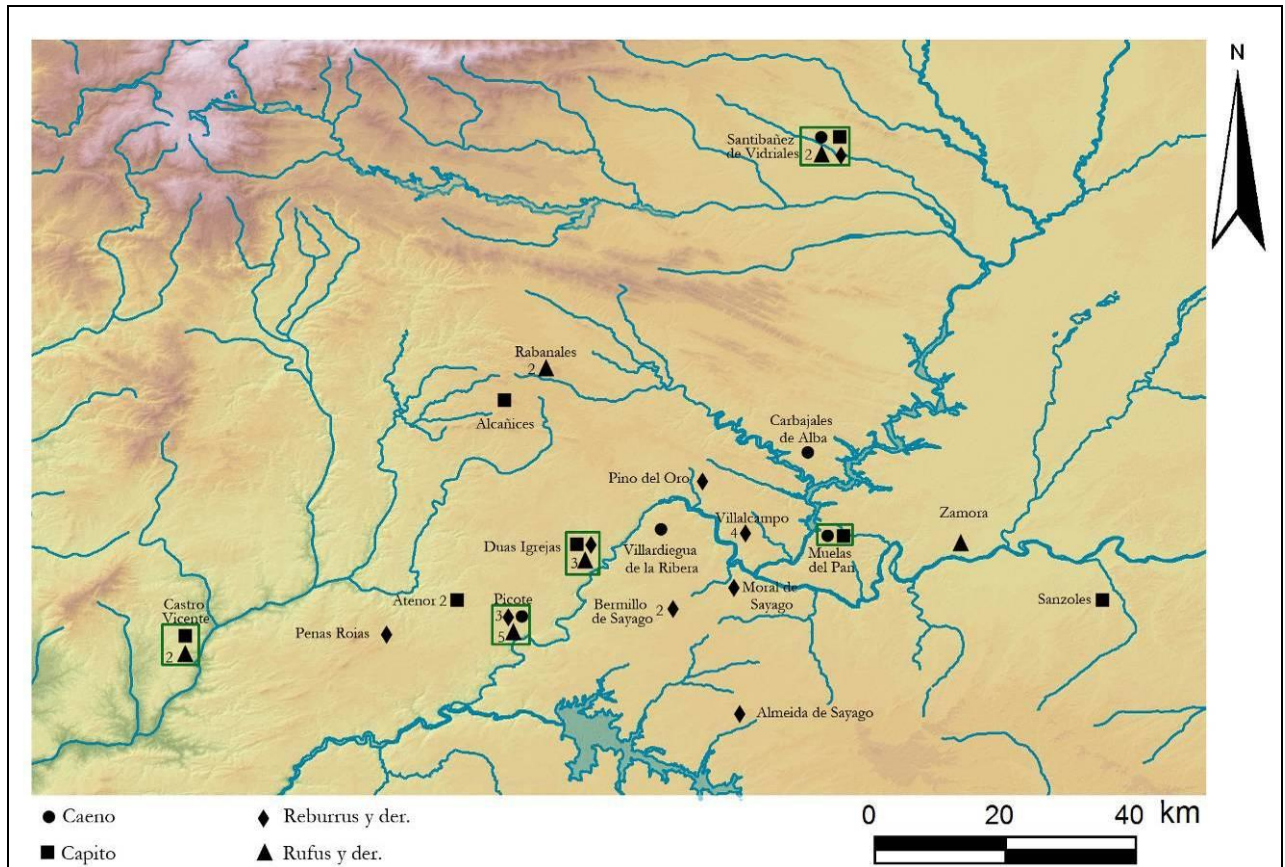 N
Santibañez
de Vidriales
2
Rabanales
2
Alcañices
Carbajales
de Alba
Pino del Oro
Villalcampo
4
Zamora
Duas Igrejas
3
Villardiegua
de la Ribera
Muelas
del Pan
Castro
Vicente
2
Atenor 2
Picote
3
5
Bermillo
de Sayago
2
Moral de
Sayago
Sanzoles
Penas Roias
Almeida de Sayago
Caeno
Reburrus y der.
Capito
Rufus y der.
0 20 40 km